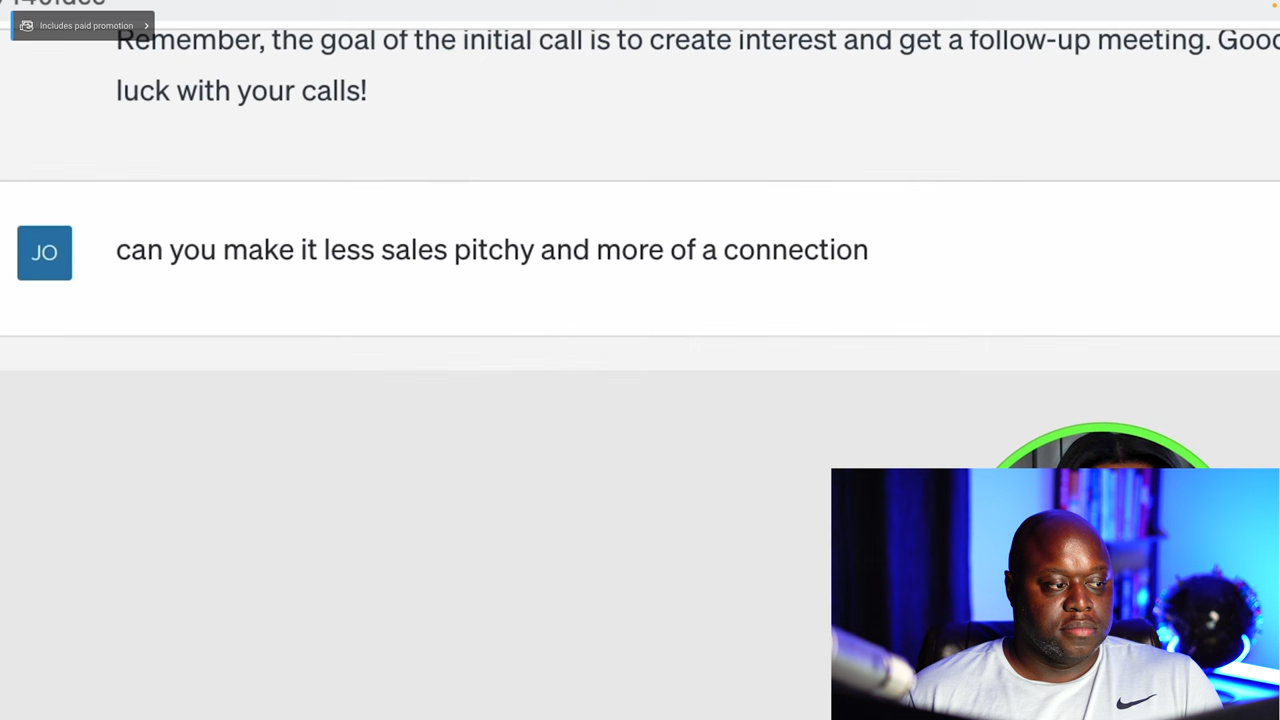 Includes paid promotion
Remember, the goal of the initial call is to create interest and get a follow-up meeting.
luck with your calls!
JO
can you make it less sales pitchy and more of a connection